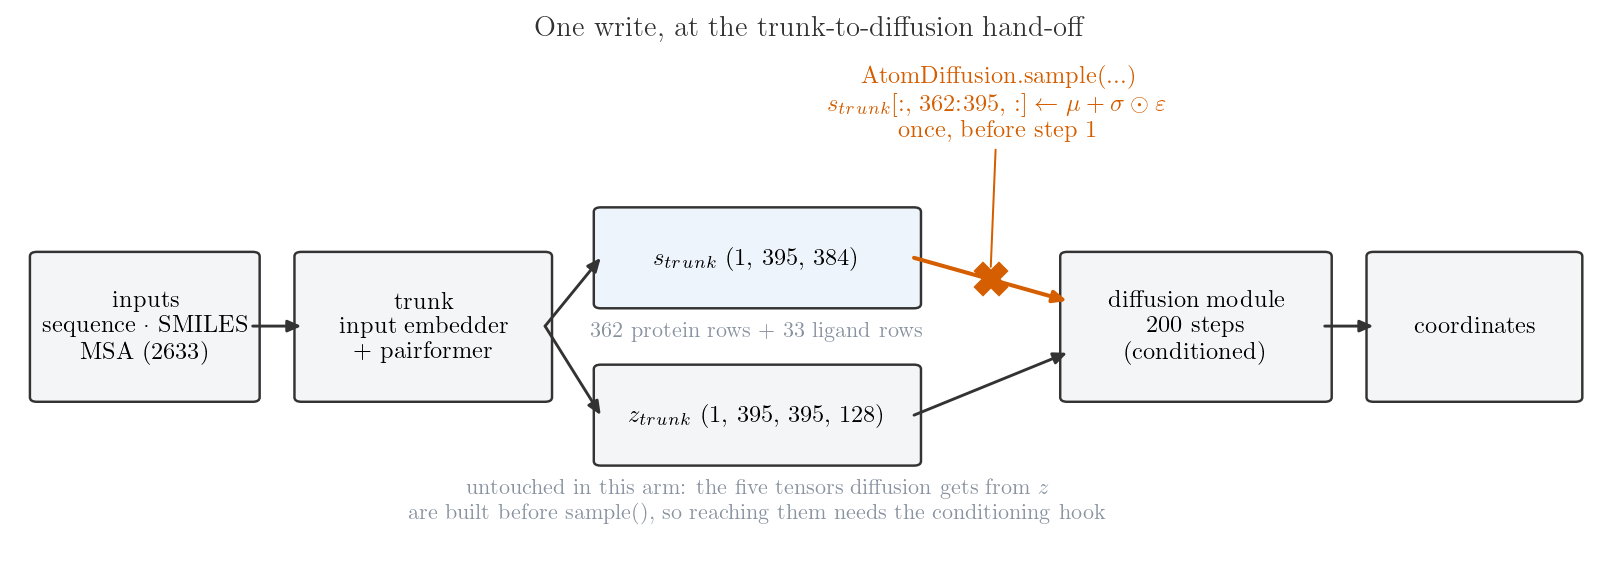 One write, at the trunk-to-diffusion hand-off
AtomDiffusion.sample(...)
s_trunk[:, 362:395, :] ← μ + σ ⊙ ε
once, before step 1
inputs
sequence · SMILES
MSA (2633)
trunk
input embedder
+ pairformer
s_trunk (1, 395, 384)
362 protein rows + 33 ligand rows
z_trunk (1, 395, 395, 128)
diffusion module
200 steps
(conditioned)
coordinates
untouched in this arm: the five tensors diffusion gets from z
are built before sample(), so reaching them needs the conditioning hook